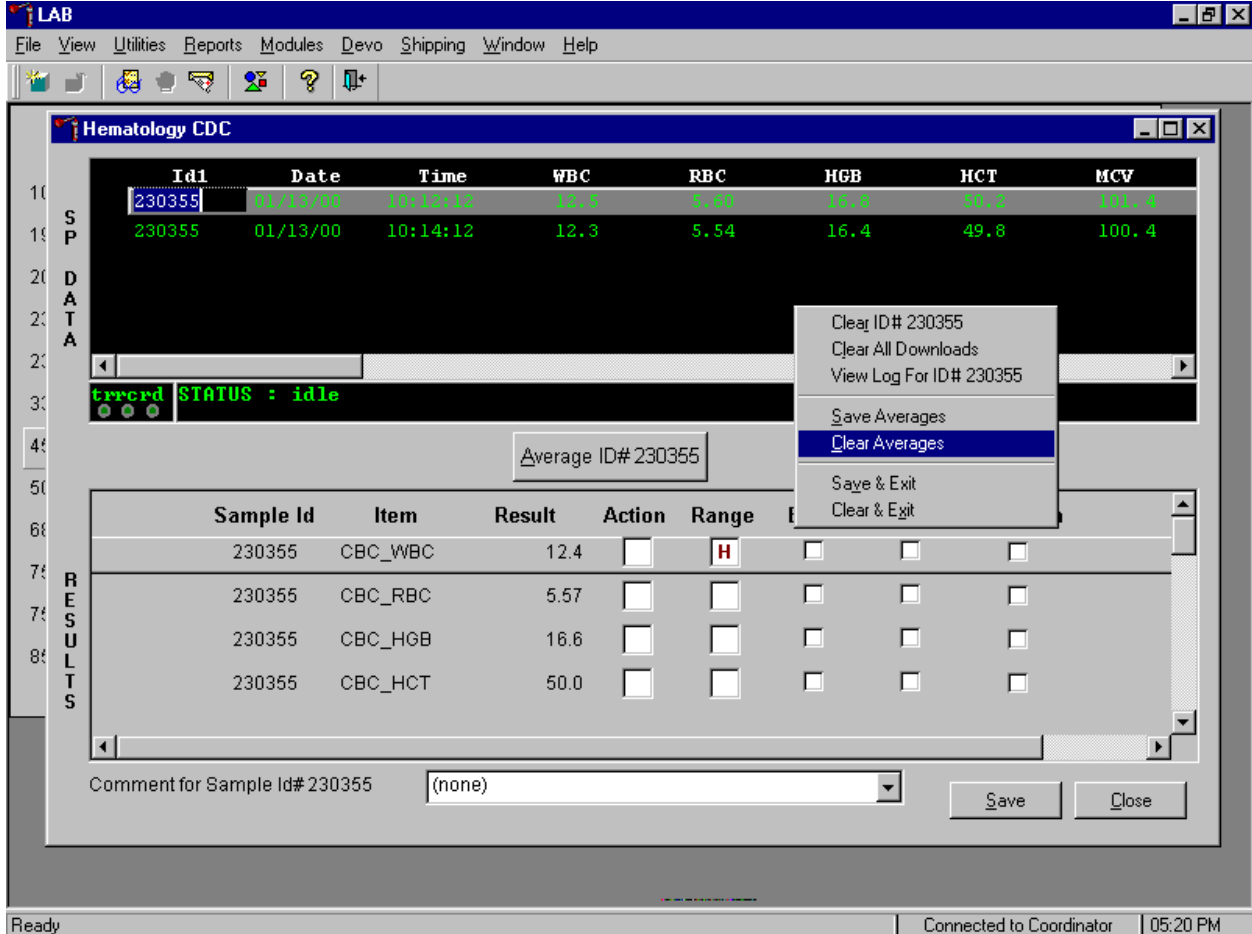 LAB
File View Utilities Reports Modules Devo Shipping Window Help
Hematology CDC
Id1 Date Time WBC RBC HGB HCT MCV
230355 01/13/00 10:12:12 12.5 5.60 16.8 50.2 101.4
230355 01/13/00 10:14:12 12.3 5.54 16.4 49.8 100.4
SP DATA
trrcrd STATUS : idle
Clear ID# 230355
Clear All Downloads
View Log For ID# 230355
Save Averages
Clear Averages
Save & Exit
Clear & Exit
Average ID# 230355
Sample Id Item Result Action Range
230355 CBC_WBC 12.4 H
230355 CBC_RBC 5.57
230355 CBC_HGB 16.6
230355 CBC_HCT 50.0
RESULTS
Comment for Sample Id# 230355 (none)
Save Close
Ready Connected to Coordinator 05:20 PM